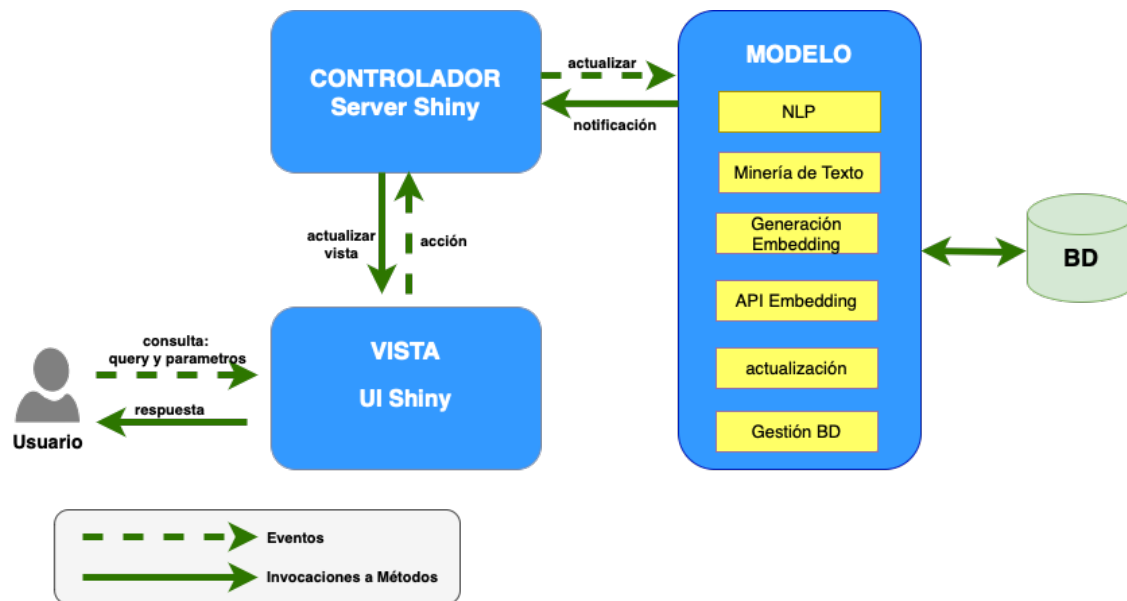 CONTROLADOR
Server Shiny
actualizar
notificación
MODELO
NLP
Minería de Texto
Generación
Embedding
API Embedding
actualización
Gestión BD
BD
actualizar
vista
acción
consulta:
query y parametros
respuesta
Usuario
VISTA
UI Shiny
Eventos
Invocaciones a Métodos